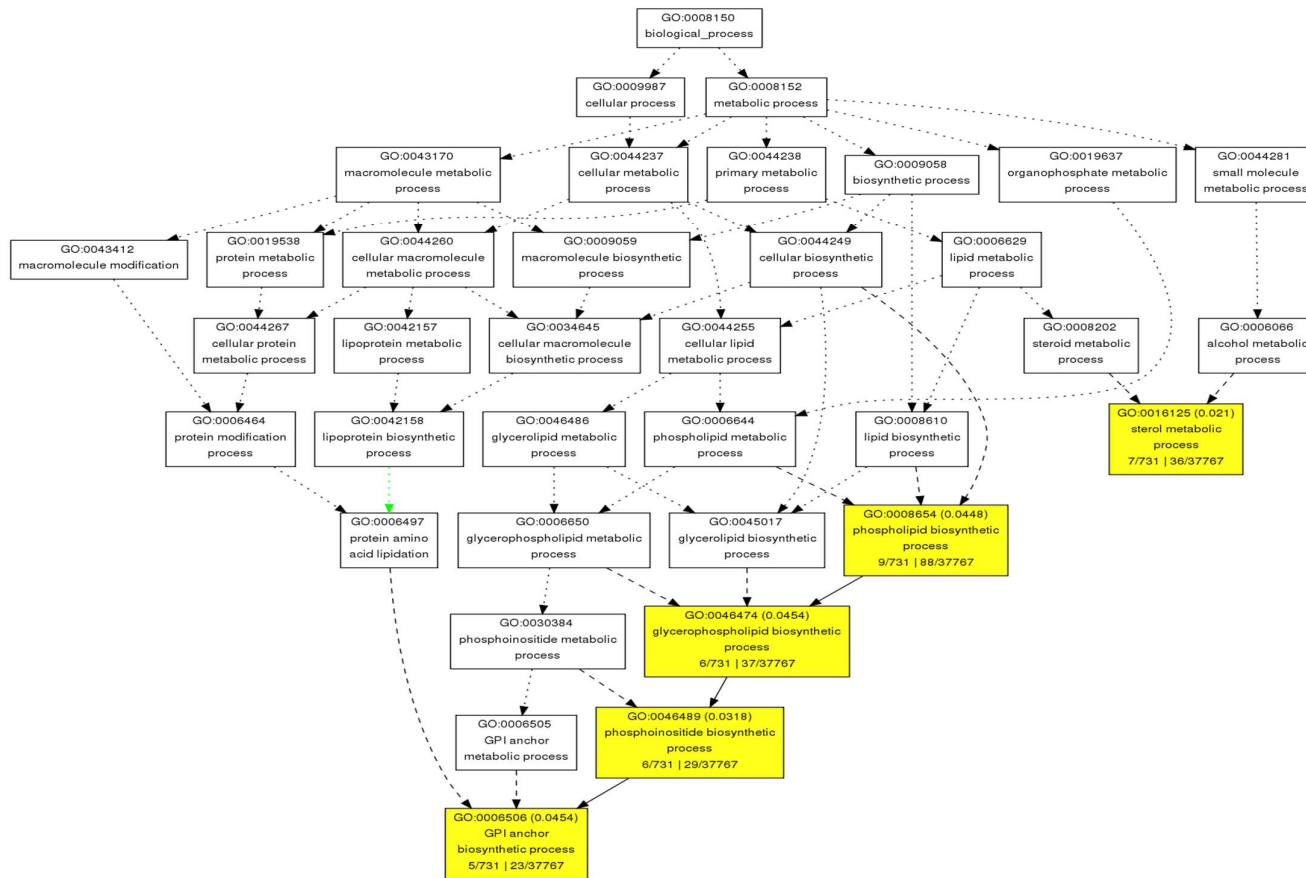 GO:0008150
biological_process
GO:0009987
cellular process
GO:0008152
metabolic process
GO:0043170
macromolecule metabolic
process
GO:0044237
cellular metabolic
process
GO:0044238
primary metabolic
process
GO:0009058
biosynthetic process
GO:0019637
organophosphate metabolic
process
GO:0044281
small molecule
metabolic process
GO:0043412
macromolecule modification
GO:0019538
protein metabolic
process
GO:0044260
cellular macromolecule
metabolic process
GO:0009059
macromolecule biosynthetic
process
GO:0044249
cellular biosynthetic
process
GO:0006629
lipid metabolic
process
GO:0044267
cellular protein
metabolic process
GO:0042157
lipoprotein metabolic
process
GO:0034645
cellular macromolecule
biosynthetic process
GO:0044255
cellular lipid
metabolic process
GO:0008202
steroid metabolic
process
GO:0006066
alcohol metabolic
process
GO:0006464
protein modification
process
GO:0042158
lipoprotein biosynthetic
process
GO:0046486
glycerolipid metabolic
process
GO:0006644
phospholipid metabolic
process
GO:0008610
lipid biosynthetic
process
GO:0016125 (0.021)
sterol metabolic
process
7/731 | 36/37767
GO:0006497
protein amino
acid lipidation
GO:0006650
glycerophospholipid metabolic
process
GO:0045017
glycerolipid biosynthetic
process
GO:0008654 (0.0448)
phospholipid biosynthetic
process
9/731 | 88/37767
GO:0030384
phosphoinositide metabolic
process
GO:0046474 (0.0454)
glycerophospholipid biosynthetic
process
6/731 | 37/37767
GO:0006505
GPI anchor
metabolic process
GO:0046489 (0.0318)
phosphoinositide biosynthetic
process
6/731 | 29/37767
GO:0006506 (0.0454)
GPI anchor
biosynthetic process
5/731 | 23/37767